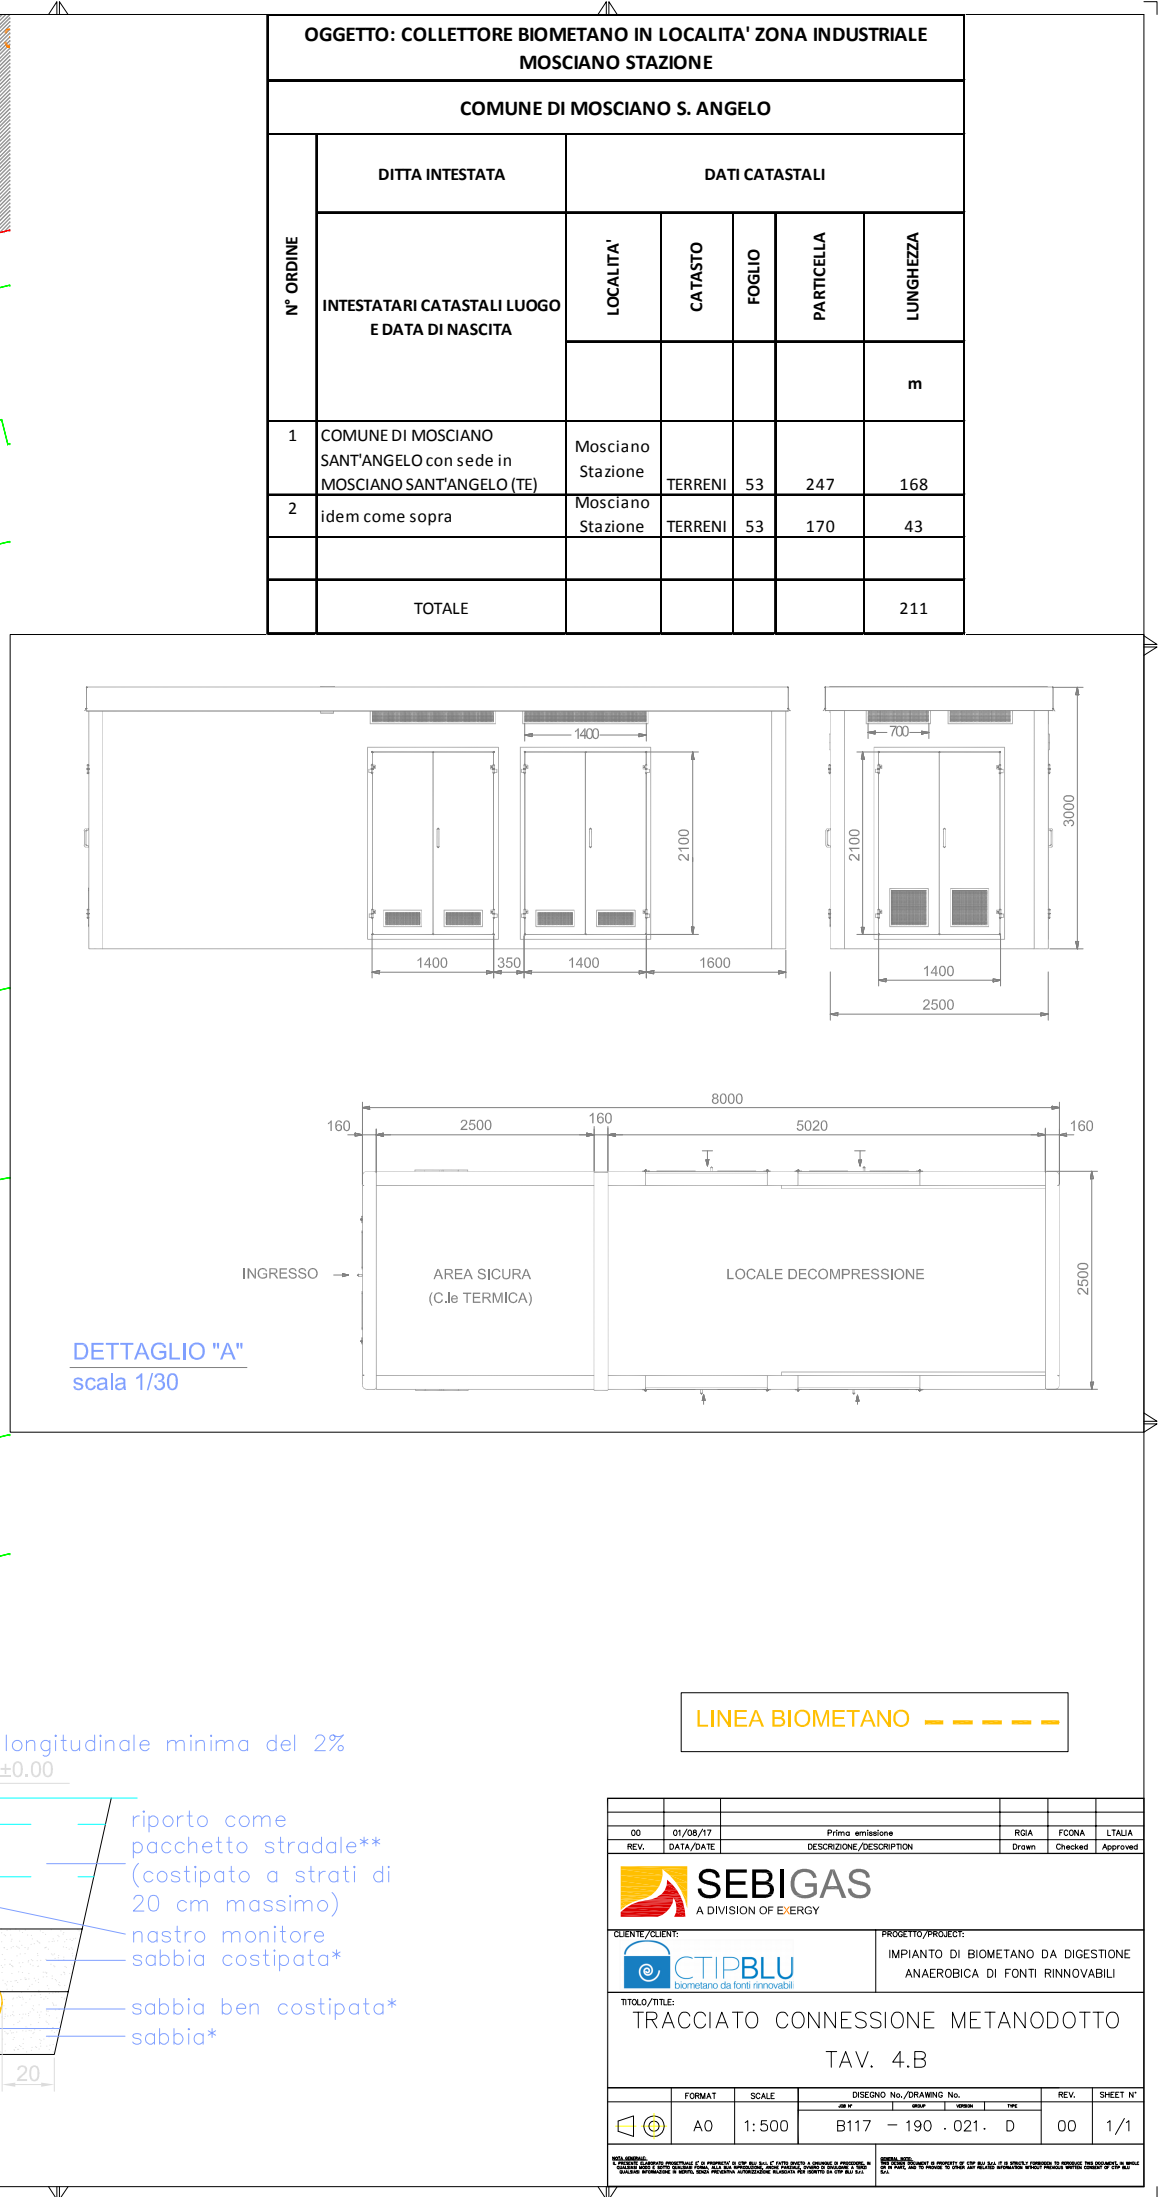 OGGETTO: COLLETTORE BIOMETANO IN LOCALITA' ZONA INDUSTRIALE
MOSCIANO STAZIONE
COMUNE DI MOSCIANO S. ANGELO
N° ORDINE
DITTA INTESTATA
DATI CATASTALI
INTESTATARI CATASTALI LUOGO
E DATA DI NASCITA
LOCALITA'
CATASTO
FOGLIO
PARTICELLA
LUNGHEZZA
m
1
COMUNE DI MOSCIANO
SANT'ANGELO con sede in
MOSCIANO SANT'ANGELO (TE)
Mosciano
Stazione
TERRENI 53 247 168
2
idem come sopra
Mosciano
Stazione
TERRENI 53 170 43
TOTALE 211
1400
700
2100
2100
3000
1400 350 1400 1600
1400
2500
8000
160 2500 160 5020 160
INGRESSO
AREA SICURA
(C.le TERMICA)
LOCALE DECOMPRESSIONE
2500
DETTAGLIO "A"
scala 1/30
LINEA BIOMETANO
longitudinale minima del 2%
±0.00
riporto come
pacchetto stradale**
(costipato a strati di
20 cm massimo)
nastro monitore
sabbia costipata*
sabbia ben costipata*
sabbia*
20
00 01/08/17 Prima emissione RGIA FCONA LTALIA
REV. DATA/DATE DESCRIZIONE/DESCRIPTION Drawn Checked Approved
SEBIGAS
A DIVISION OF EXERGY
CLIENTE/CLIENT:
CTIPBLU
biometano da fonti rinnovabili
PROGETTO/PROJECT:
IMPIANTO DI BIOMETANO DA DIGESTIONE
ANAEROBICA DI FONTI RINNOVABILI
TITOLO/TITLE:
TRACCIATO CONNESSIONE METANODOTTO
TAV. 4.B
FORMAT SCALE DISEGNO No./DRAWING No. REV. SHEET N°
JOB N° GROUP VERSION TYPE
A0 1:500 B117 - 190 . 021. D 00 1/1